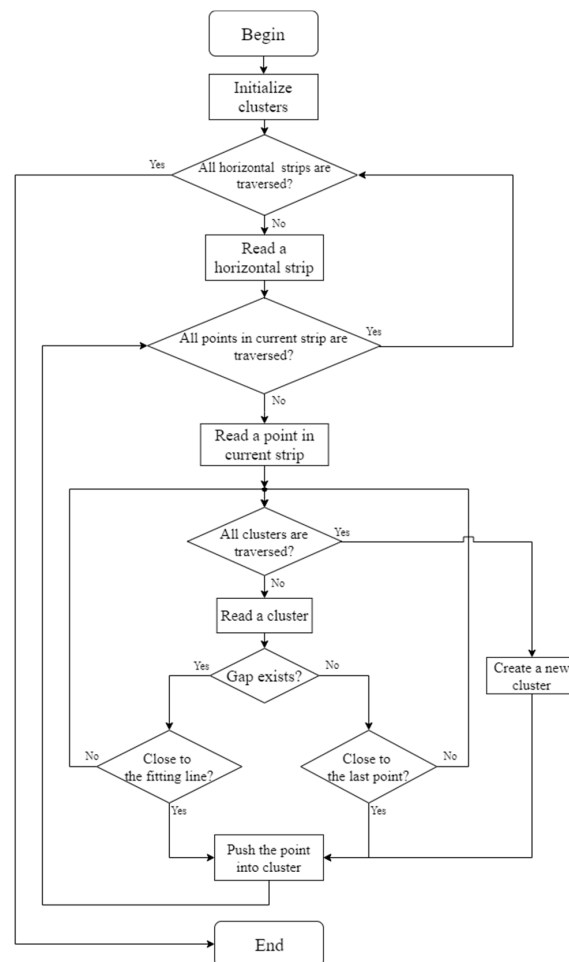 Begin
Initialize
clusters
Yes
All horizontal strips are
traversed?
No
Read a
horizontal strip
All points in current strip are
traversed?
Yes
No
Read a point in
current strip
All clusters are
traversed?
Yes
No
Read a cluster
Yes
Gap exists?
No
Create a new
cluster
No
Close to
the fitting line?
Close to
the last point?
No
Yes
Yes
Push the point
into cluster
End